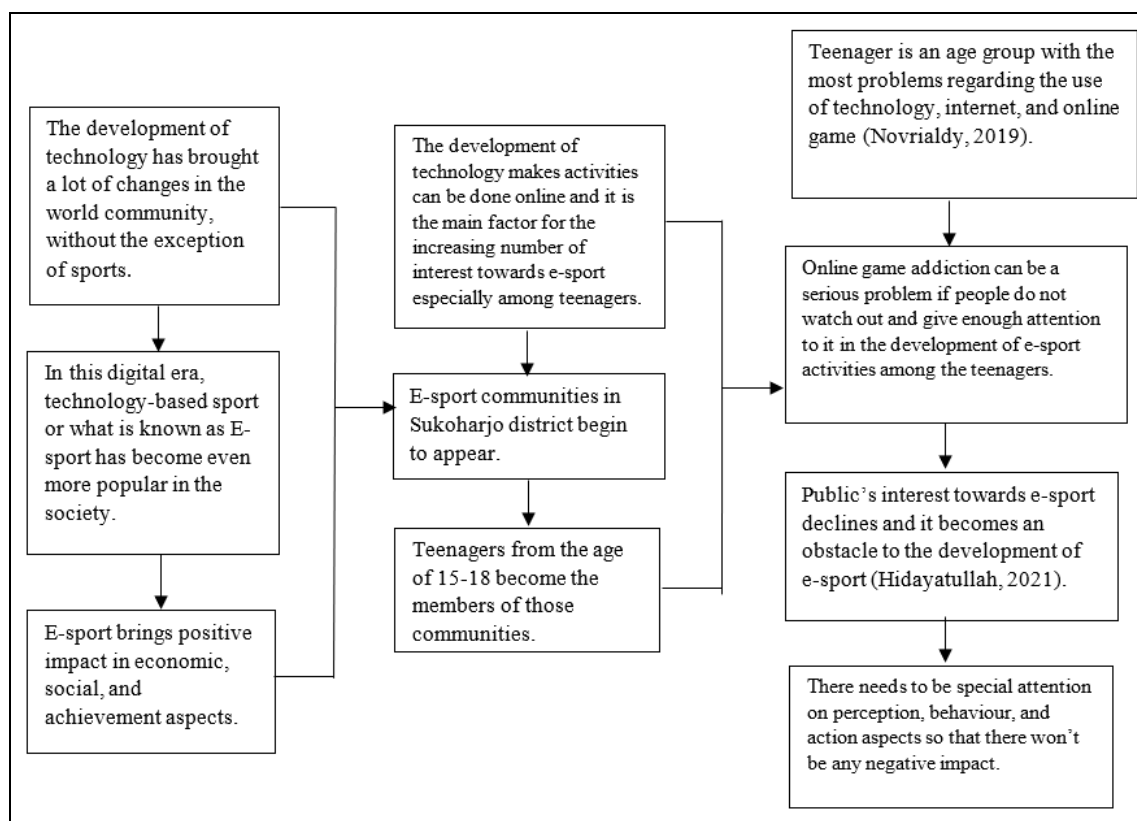 The development of
technology has brought
a lot of changes in the
world community,
without the exception
of sports.
In this digital era,
technology-based sport
or what is known as E-
sport has become even
more popular in the
society.
E-sport brings positive
impact in economic,
social, and
achievement aspects.
The development of
technology makes activities
can be done online and it is
the main factor for the
increasing number of
interest towards e-sport
especially among teenagers.
E-sport communities in
Sukoharjo district begin
to appear.
Teenagers from the age
of 15-18 become the
members of those
communities.
Teenager is an age group with the
most problems regarding the use
of technology, internet, and online
game (Novrialdy, 2019).
Online game addiction can be a
serious problem if people do not
watch out and give enough attention
to it in the development of e-sport
activities among the teenagers.
Public’s interest towards e-sport
declines and it becomes an
obstacle to the development of
e-sport (Hidayatullah, 2021).
There needs to be special attention
on perception, behaviour, and
action aspects so that there won’t
be any negative impact.